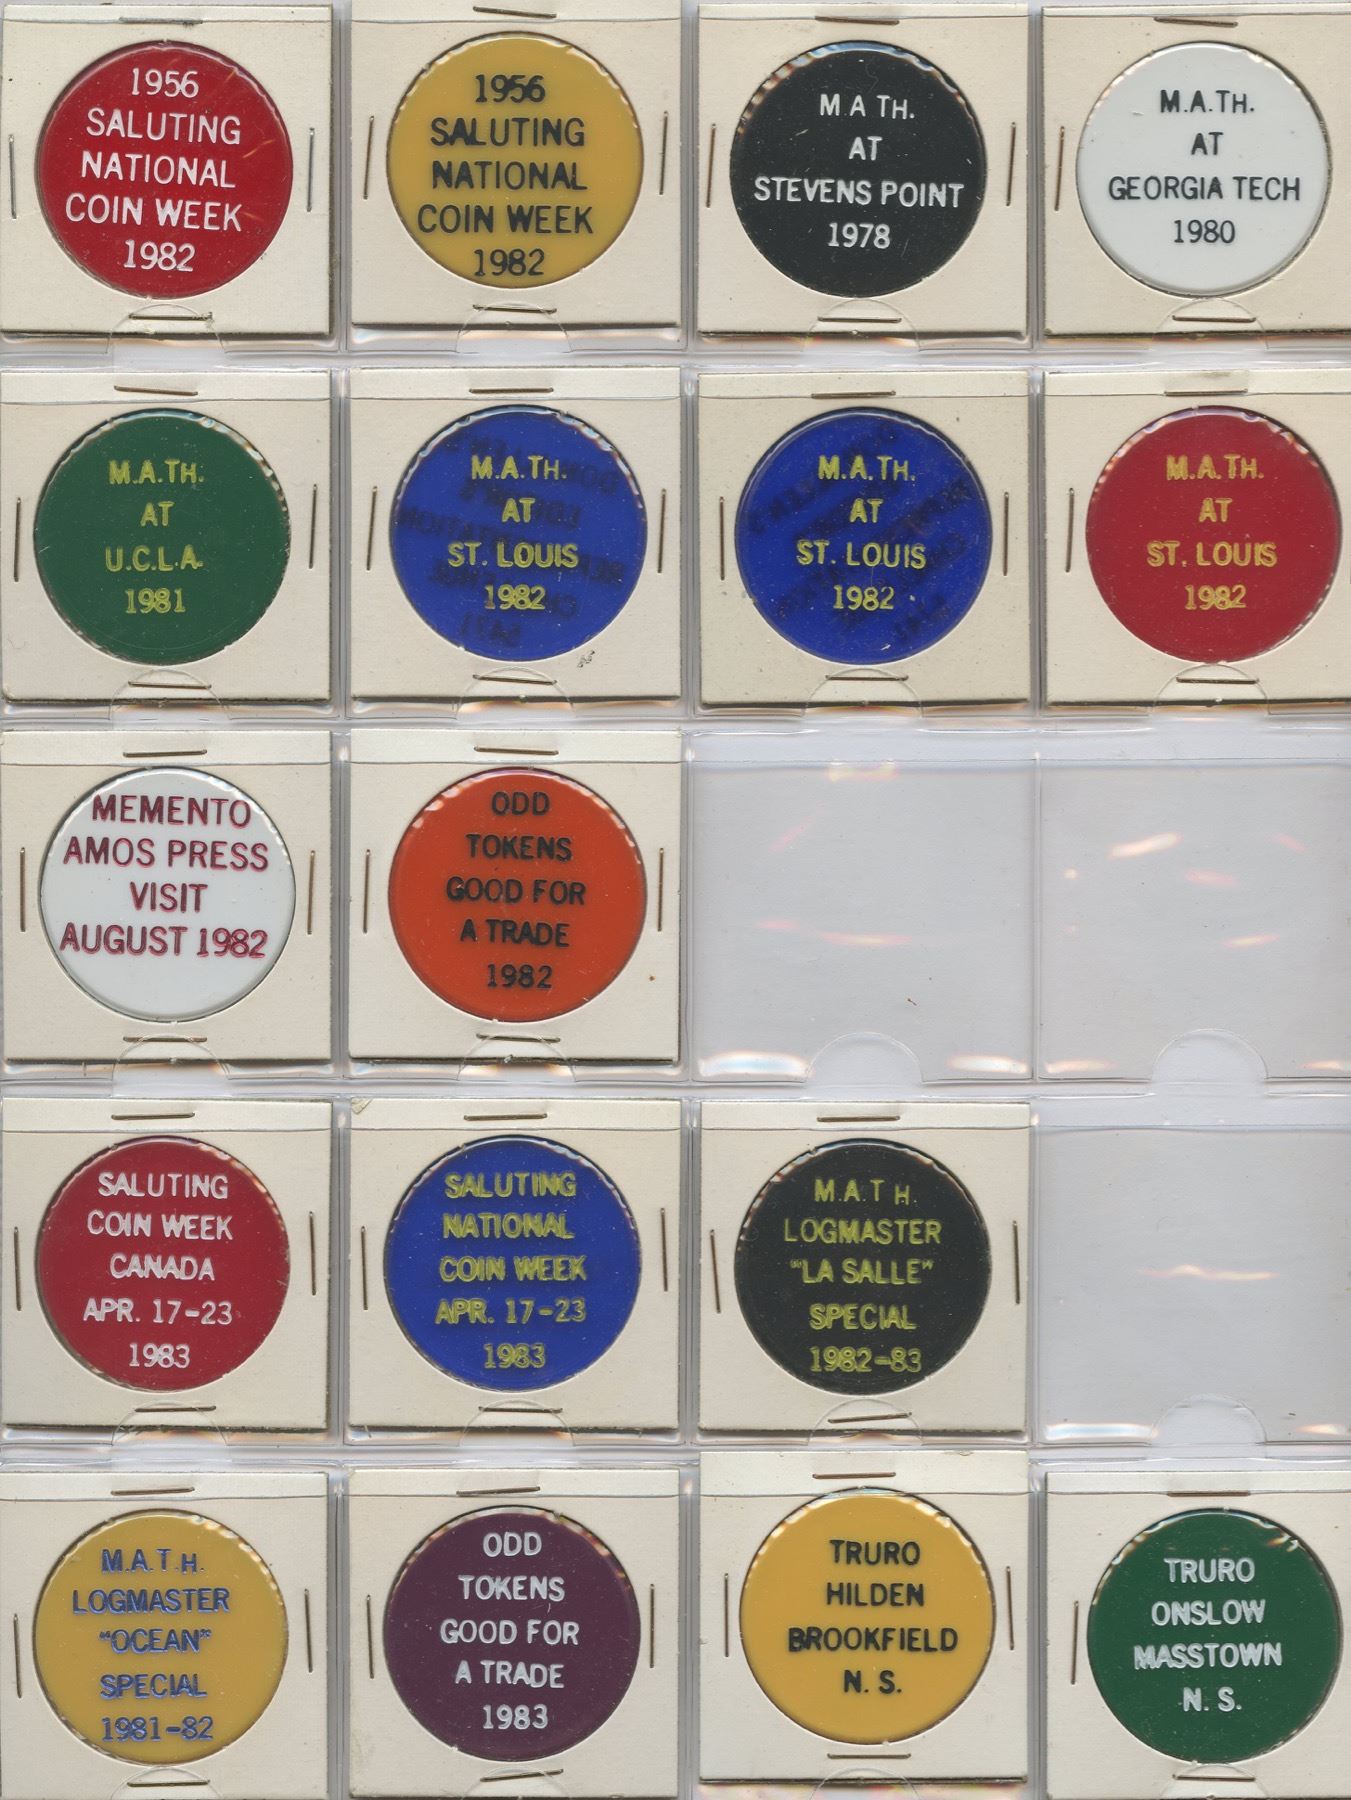 1956
SALUTING
NATIONAL
COIN WEEK
1982
1956
SALUTING
NATIONAL
COIN WEEK
1982
M A TH.
AT
STEVENS POINT
1978
M.A.TH.
AT
GEORGIA TECH
1980
M.A.TH.
AT
U.C.L.A.
1981
M.A.TH.
AT
ST. LOUIS
1982
M.A.TH.
AT
ST. LOUIS
1982
M.A.TH.
AT
ST. LOUIS
1982
MEMENTO
AMOS PRESS
VISIT
AUGUST 1982
ODD
TOKENS
GOOD FOR
A TRADE
1982
SALUTING
COIN WEEK
CANADA
APR. 17-23
1983
SALUTING
NATIONAL
COIN WEEK
APR. 17-23
1983
M.A.T H.
LOGMASTER
"LA SALLE"
SPECIAL
1982-83
M.A.T.H.
LOGMASTER
"OCEAN"
SPECIAL
1981-82
ODD
TOKENS
GOOD FOR
A TRADE
1983
TRURO
HILDEN
BROOKFIELD
N. S.
TRURO
ONSLOW
MASSTOWN
N. S.